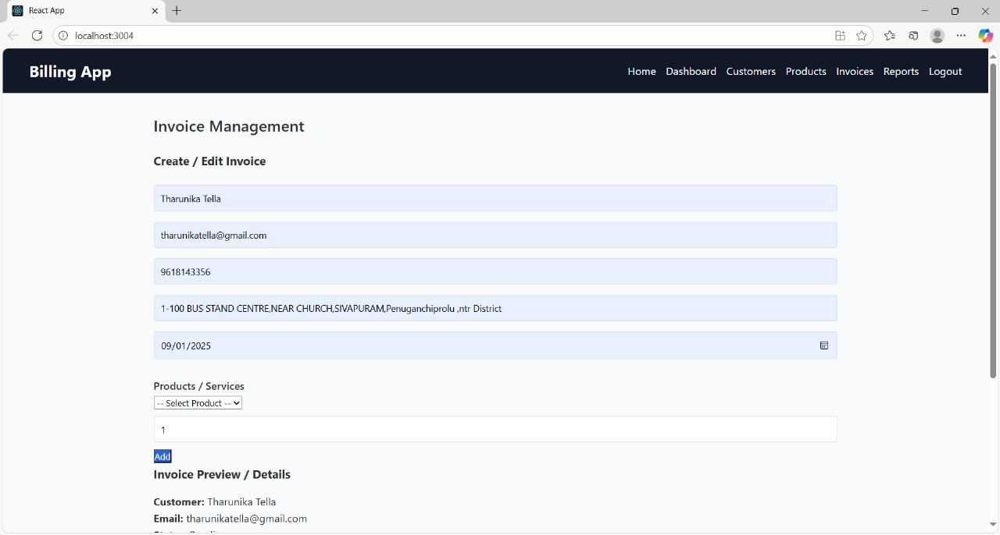 React App
localhost:3004
Billing App
Home Dashboard Customers Products Invoices Reports Logout
Invoice Management
Create / Edit Invoice
Tharunika Tella
tharunikatella@gmail.com
9618143356
1-100 BUS STAND CENTRE,NEAR CHURCH,SIVAPURAM,Penuganchiprolu ,ntr District
09/01/2025
Products / Services
-- Select Product --
1
Add
Invoice Preview / Details
Customer: Tharunika Tella
Email: tharunikatella@gmail.com